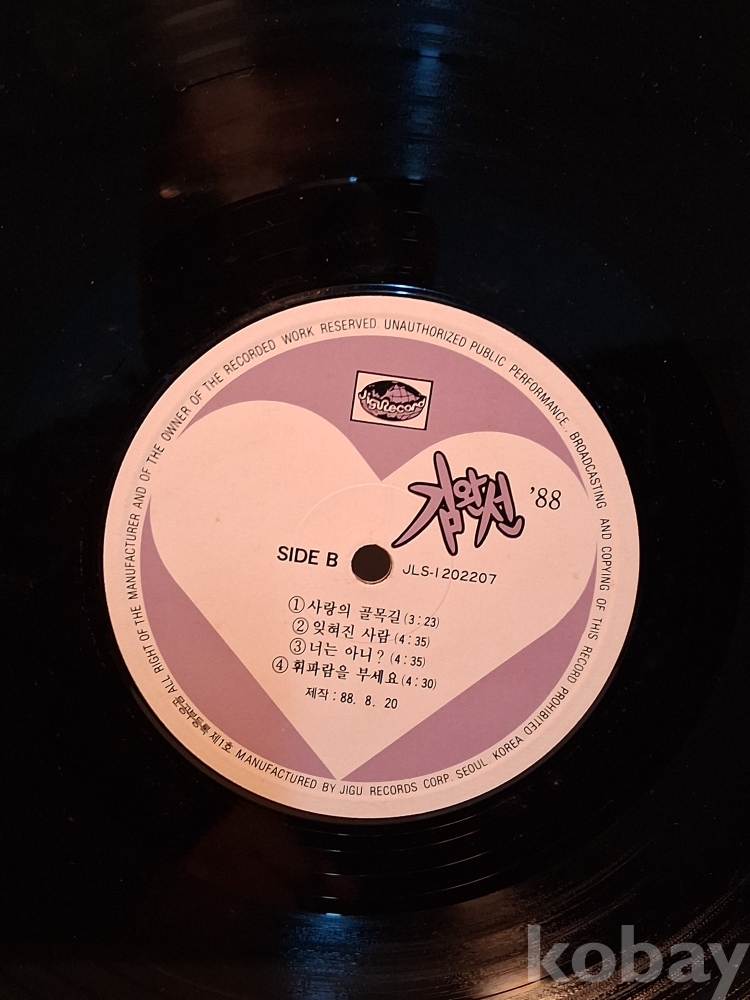 ALL RIGHT OF THE MANUFACTURER AND OF THE OWNER OF THE RECORDED WORK RESERVED. UNAUTHORIZED PUBLIC PERFORMANCE, BROADCASTING AND COPYING OF THIS RECORD PROHIBITED
JiguRecord
김완선 '88
SIDE B
JLS-1202207
① 사랑의 골목길 (3:23)
② 잊혀진 사람 (4:35)
③ 너는 아니? (4:35)
④ 휘파람을 부세요 (4:30)
제작 : 88. 8. 20
문공부등록 제1호 MANUFACTURED BY JIGU RECORDS CORP. SEOUL KOREA
kobay